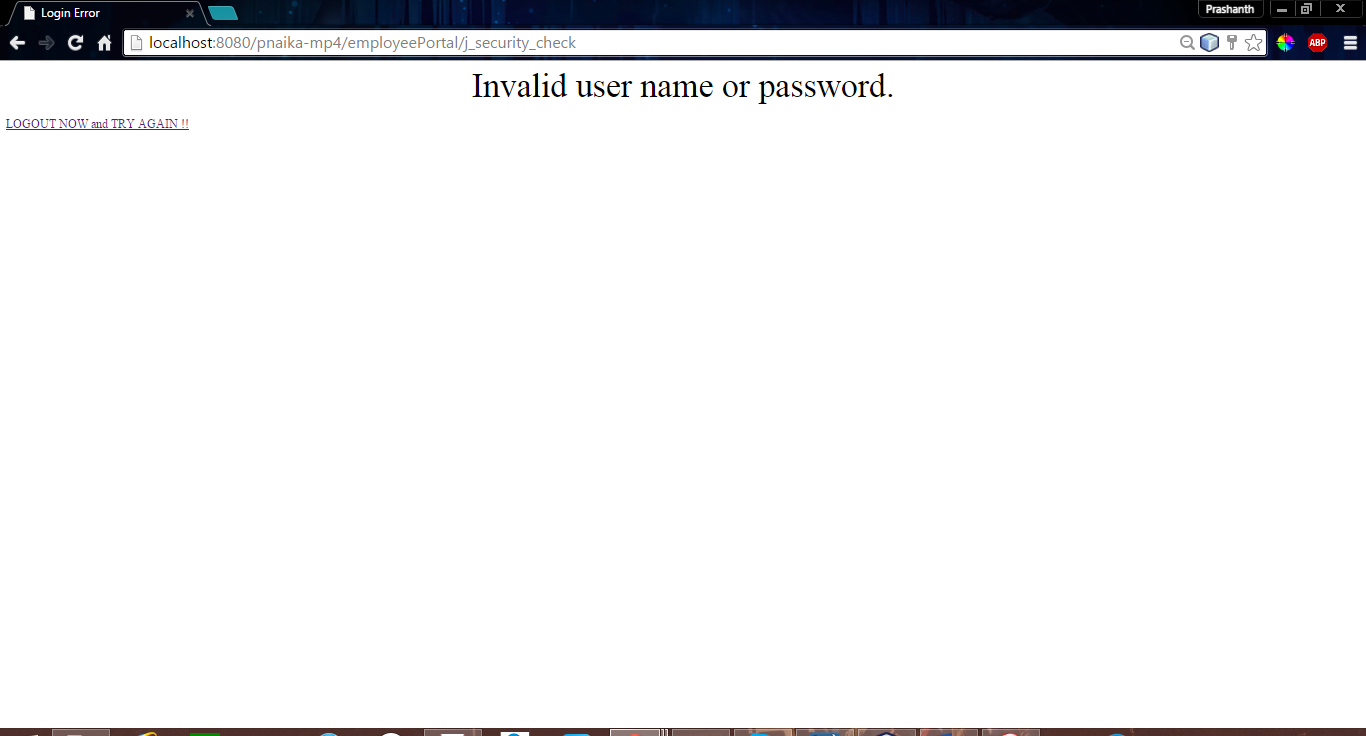 Login Error
Prashanth
localhost:8080/pnaika-mp4/employeePortal/j_security_check
ABP
Invalid user name or password.
LOGOUT NOW and TRY AGAIN !!